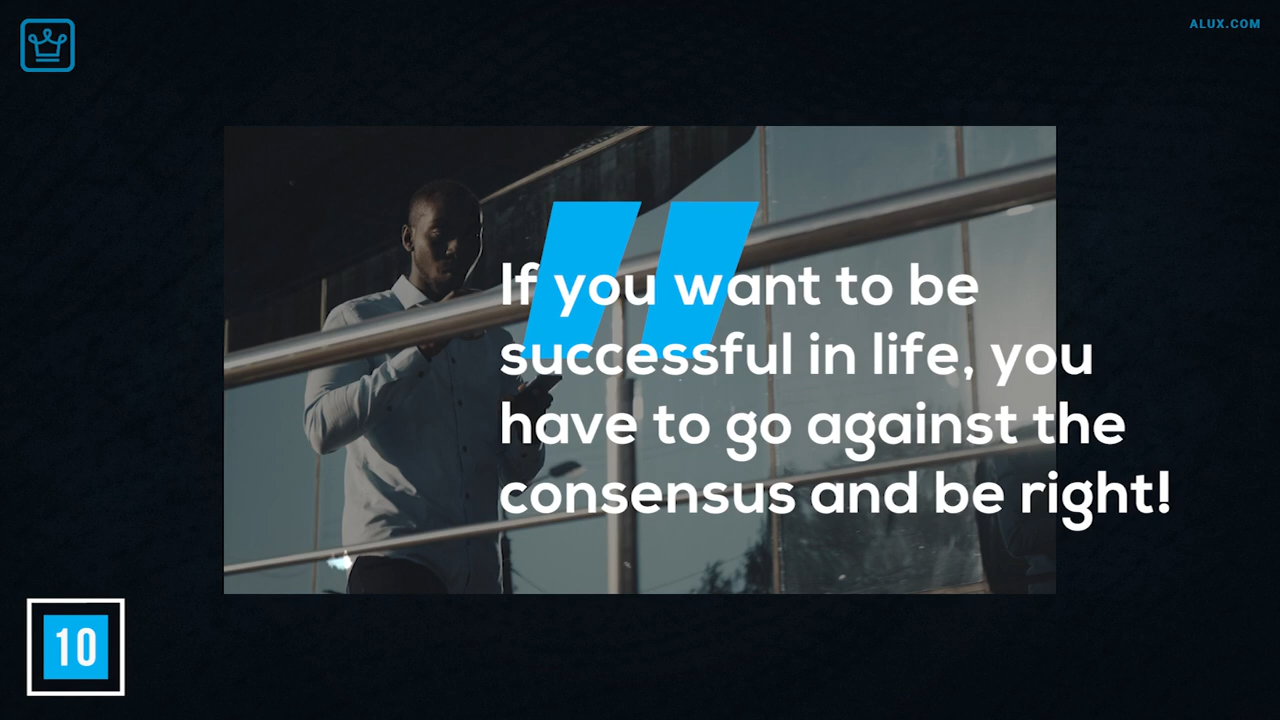 ALUX.COM
If you want to be
successful in life, you
have to go against the
consensus and be right!
10